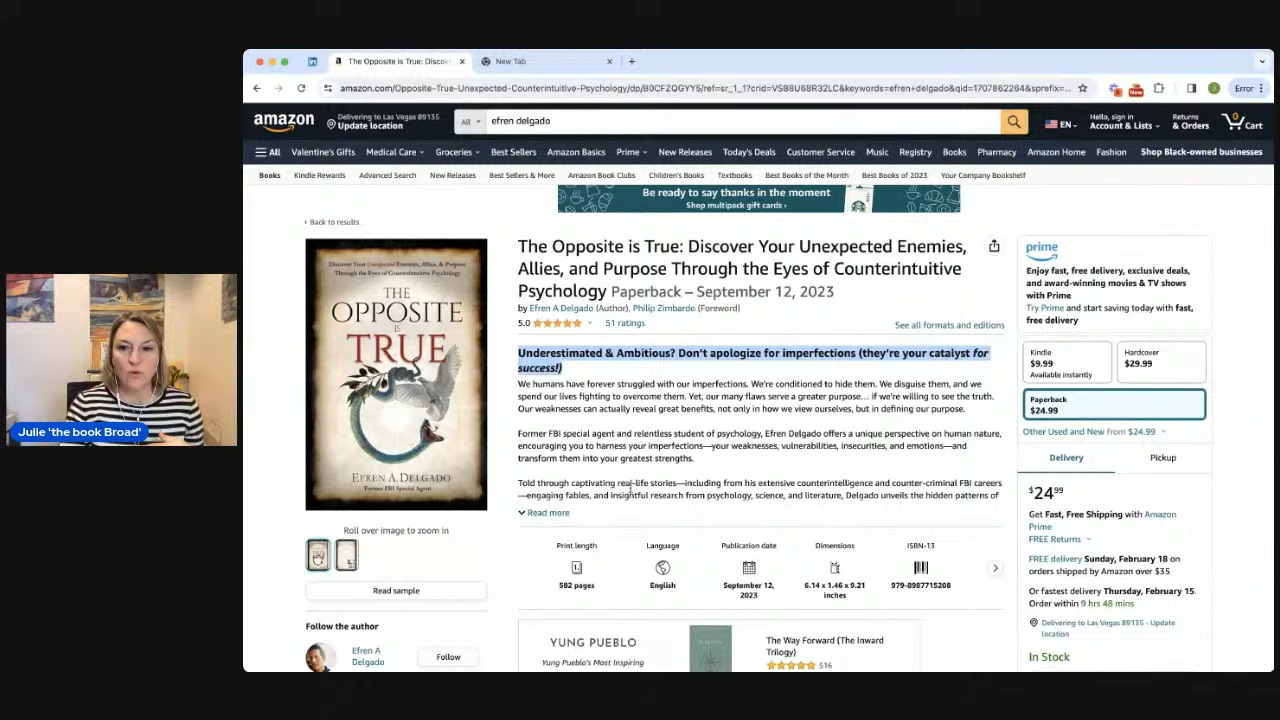 The Opposite is True: Discov
New Tab
amazon.com/Opposite-True-Unexpected-Counterintuitive-Psychology/dp/B0CFZQGYY5/ref=sr_1_1?crid=VS88U68R32LC&keywords=efren+delgado&qid=1707862264&sprefix=...
New
J
Error
amazon
Delivering to Las Vegas 89135
Update location
All
efren delgado
EN
Hello, sign in
Account & Lists
Returns
& Orders
0
Cart
All
Valentine's Gifts
Medical Care
Groceries
Best Sellers
Amazon Basics
Prime
New Releases
Today's Deals
Customer Service
Music
Registry
Books
Pharmacy
Amazon Home
Fashion
Shop Black-owned businesses
Books
Kindle Rewards
Advanced Search
New Releases
Best Sellers & More
Amazon Book Clubs
Children's Books
Textbooks
Best Books of the Month
Best Books of 2023
Your Company Bookshelf
Be ready to say thanks in the moment
Shop multipack gift cards ›
‹ Back to results
Discover Your Unexpected Enemies, Allies, & Purpose
Through the Eyes of Counterintuitive Psychology
THE
OPPOSITE
IS
TRUE
EFREN A. DELGADO
Former FBI Special Agent
Roll over image to zoom in
Read sample
Follow the author
Efren A
Delgado
Follow
The Opposite is True: Discover Your Unexpected Enemies,
Allies, and Purpose Through the Eyes of Counterintuitive
Psychology Paperback – September 12, 2023
by Efren A Delgado (Author), Philip Zimbardo (Foreword)
5.0
51 ratings
See all formats and editions
Underestimated & Ambitious? Don't apologize for imperfections (they're your catalyst for
success!)
We humans have forever struggled with our imperfections. We're conditioned to hide them. We disguise them, and we
spend our lives fighting to overcome them. Yet, our many flaws serve a greater purpose… if we're willing to see the truth.
Our weaknesses can actually reveal great benefits, not only in how we view ourselves, but in defining our purpose.
Former FBI special agent and relentless student of psychology, Efren Delgado offers a unique perspective on human nature,
encouraging you to harness your imperfections—your weaknesses, vulnerabilities, insecurities, and emotions—and
transform them into your greatest strengths.
Told through captivating real-life stories—including from his extensive counterintelligence and counter-criminal FBI careers
—engaging fables, and insightful research from psychology, science, and literature, Delgado unveils the hidden patterns of
Read more
Print length
582 pages
Language
English
Publication date
September 12,
2023
Dimensions
6.14 x 1.46 x 9.21
inches
ISBN-13
979-8987715208
YUNG PUEBLO
Yung Pueblo's Most Inspiring
The Way Forward (The Inward
Trilogy)
516
prime
Enjoy fast, free delivery, exclusive deals,
and award-winning movies & TV shows
with Prime
Try Prime and start saving today with fast,
free delivery
Kindle
$9.99
Available instantly
Hardcover
$29.99
Paperback
$24.99
Other Used and New from $24.99
Delivery
Pickup
$2499
Get Fast, Free Shipping with Amazon
Prime
FREE Returns
FREE delivery Sunday, February 18 on
orders shipped by Amazon over $35
Or fastest delivery Thursday, February 15.
Order within 9 hrs 48 mins
Delivering to Las Vegas 89135 - Update
location
In Stock
Julie 'the book Broad'